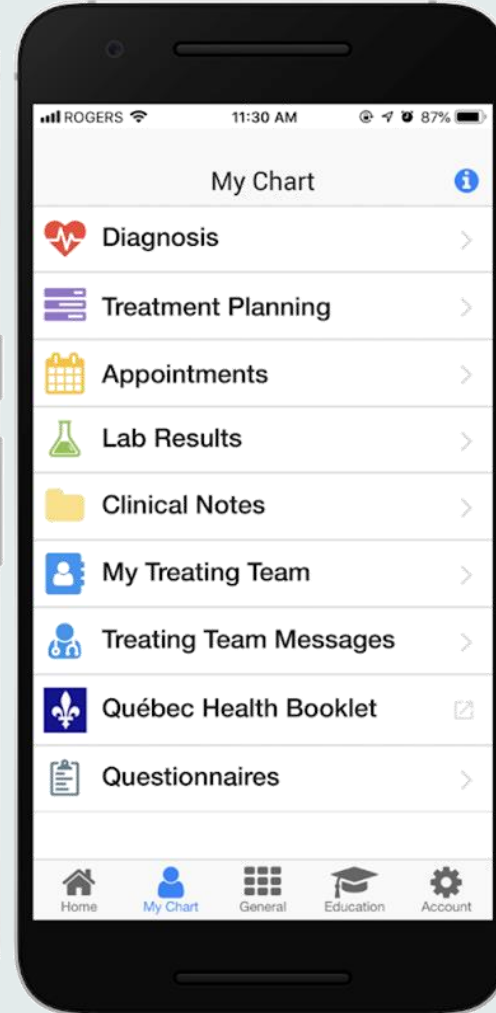 ROGERS 11:30 AM 87%
My Chart
Diagnosis
Treatment Planning
Appointments
Lab Results
Clinical Notes
My Treating Team
Treating Team Messages
Québec Health Booklet
Questionnaires
Home My Chart General Education Account